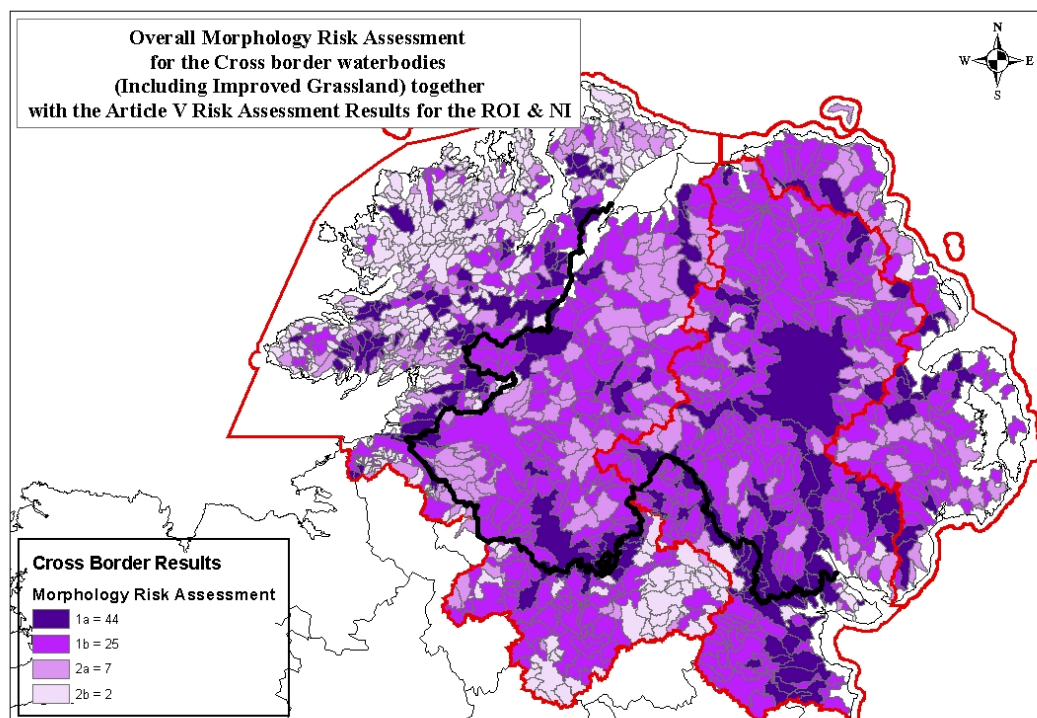 Overall Morphology Risk Assessment
for the Cross border waterbodies
(Including Improved Grassland) together
with the Article V Risk Assessment Results for the ROI & NI
N
W E
S
Cross Border Results
Morphology Risk Assessment
1a = 44
1b = 25
2a = 7
2b = 2